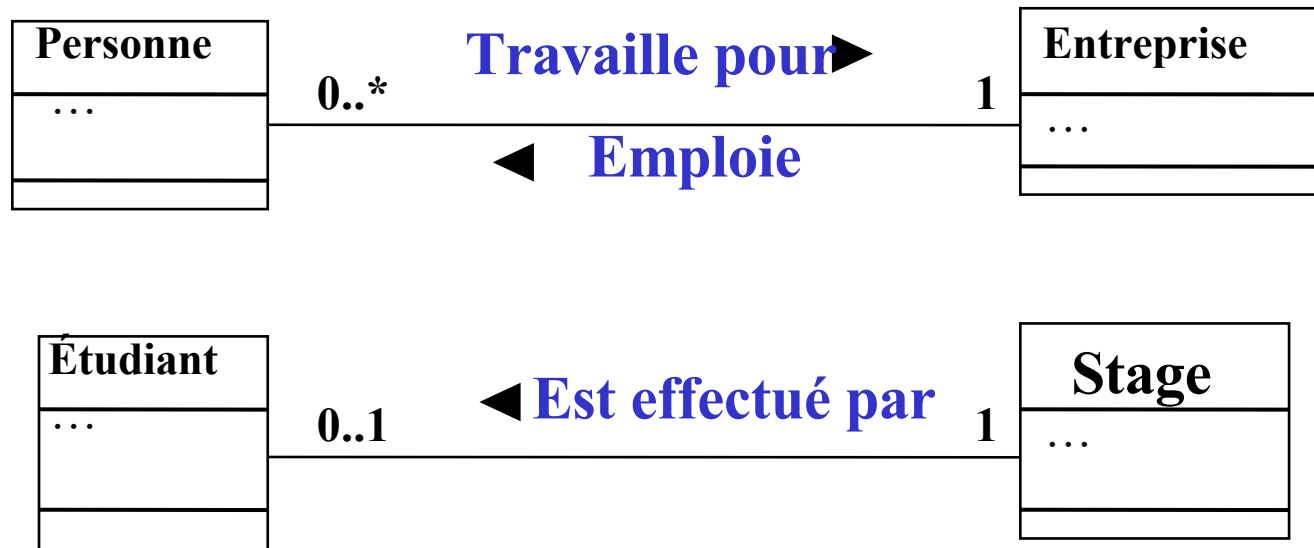 Personne
Travaille pour
Entreprise
0..*
1
...
...
Emploie
Étudiant
Stage
Est effectué par
0..1
1
...
...